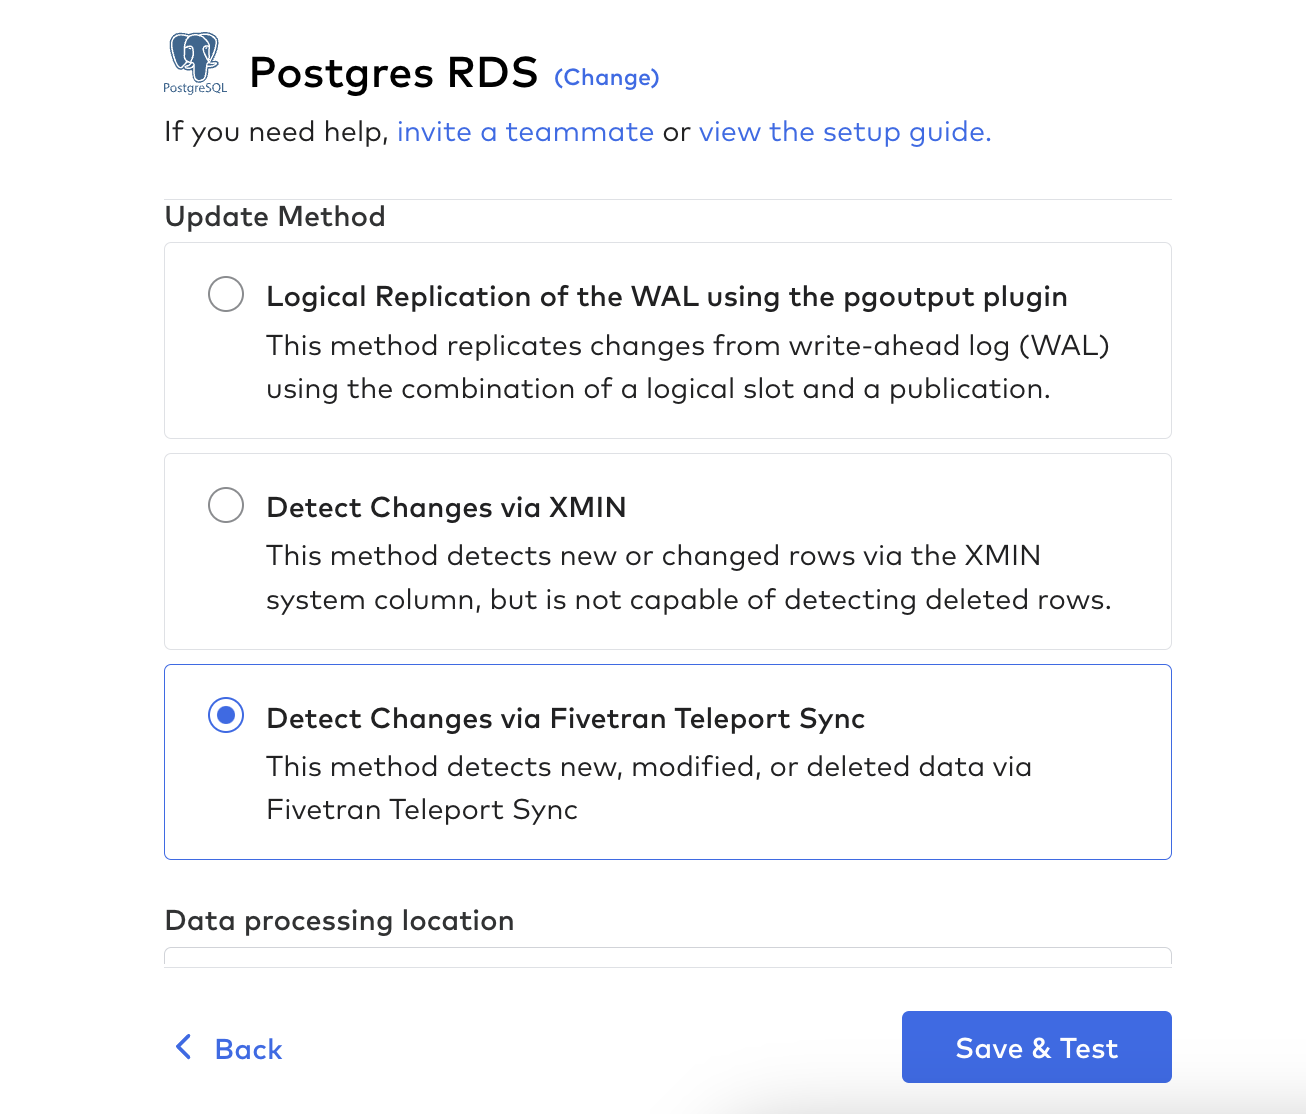 PostgreSQL
Postgres RDS (Change)
If you need help, invite a teammate or view the setup guide.
Update Method
Logical Replication of the WAL using the pgoutput plugin
This method replicates changes from write-ahead log (WAL)
using the combination of a logical slot and a publication.
Detect Changes via XMIN
This method detects new or changed rows via the XMIN
system column, but is not capable of detecting deleted rows.
Detect Changes via Fivetran Teleport Sync
This method detects new, modified, or deleted data via
Fivetran Teleport Sync
Data processing location
Back
Save & Test